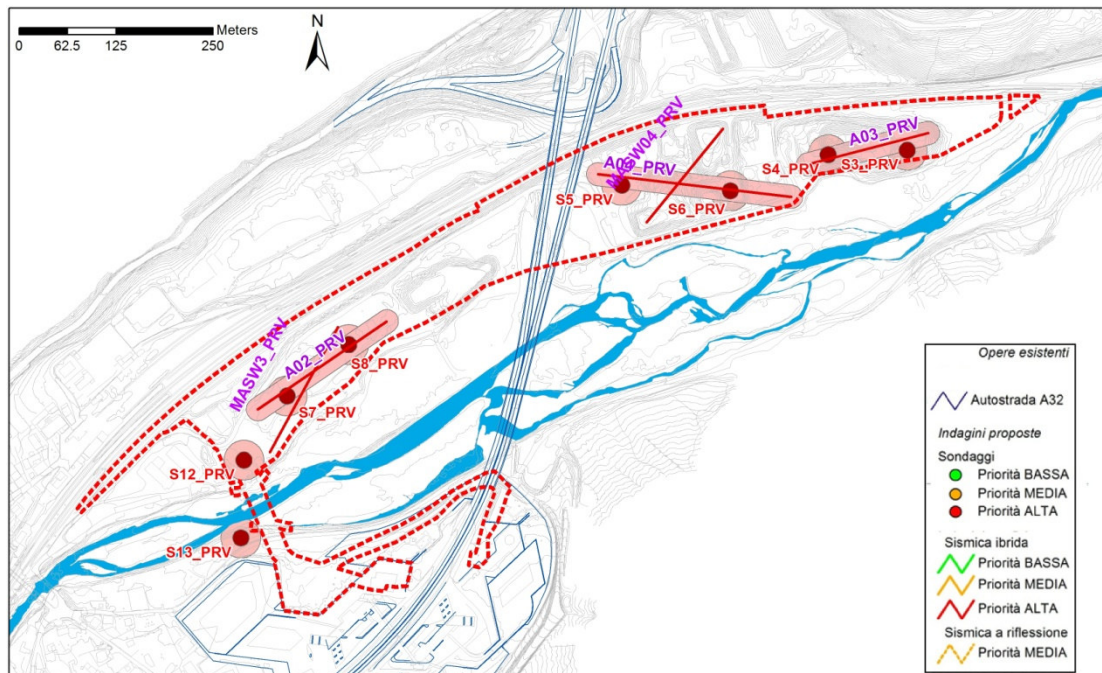 Meters
0 62.5 125 250
N
MASW04_PRV
A03_PRV
S4_PRV
S3_PRV
S5_PRV
S6_PRV
MASW3_PRV
A02_PRV
S8_PRV
S7_PRV
S12_PRV
S13_PRV
Opere esistenti
Autostrada A32
Indagini proposte
Sondaggi
Priorità BASSA
Priorità MEDIA
Priorità ALTA
Sismica ibrida
Priorità BASSA
Priorità MEDIA
Priorità ALTA
Sismica a riflessione
Priorità MEDIA